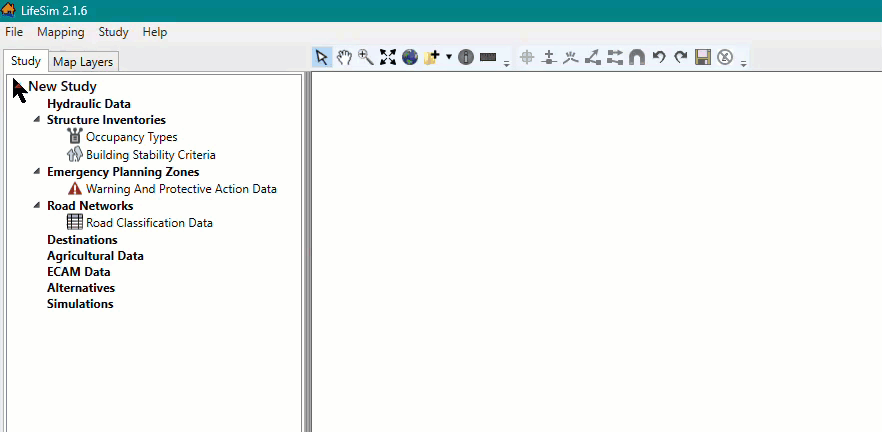 LifeSim 2.1.6
File Mapping Study Help
Study Map Layers
New Study
Hydraulic Data
Structure Inventories
Occupancy Types
Building Stability Criteria
Emergency Planning Zones
Warning And Protective Action Data
Road Networks
Road Classification Data
Destinations
Agricultural Data
ECAM Data
Alternatives
Simulations